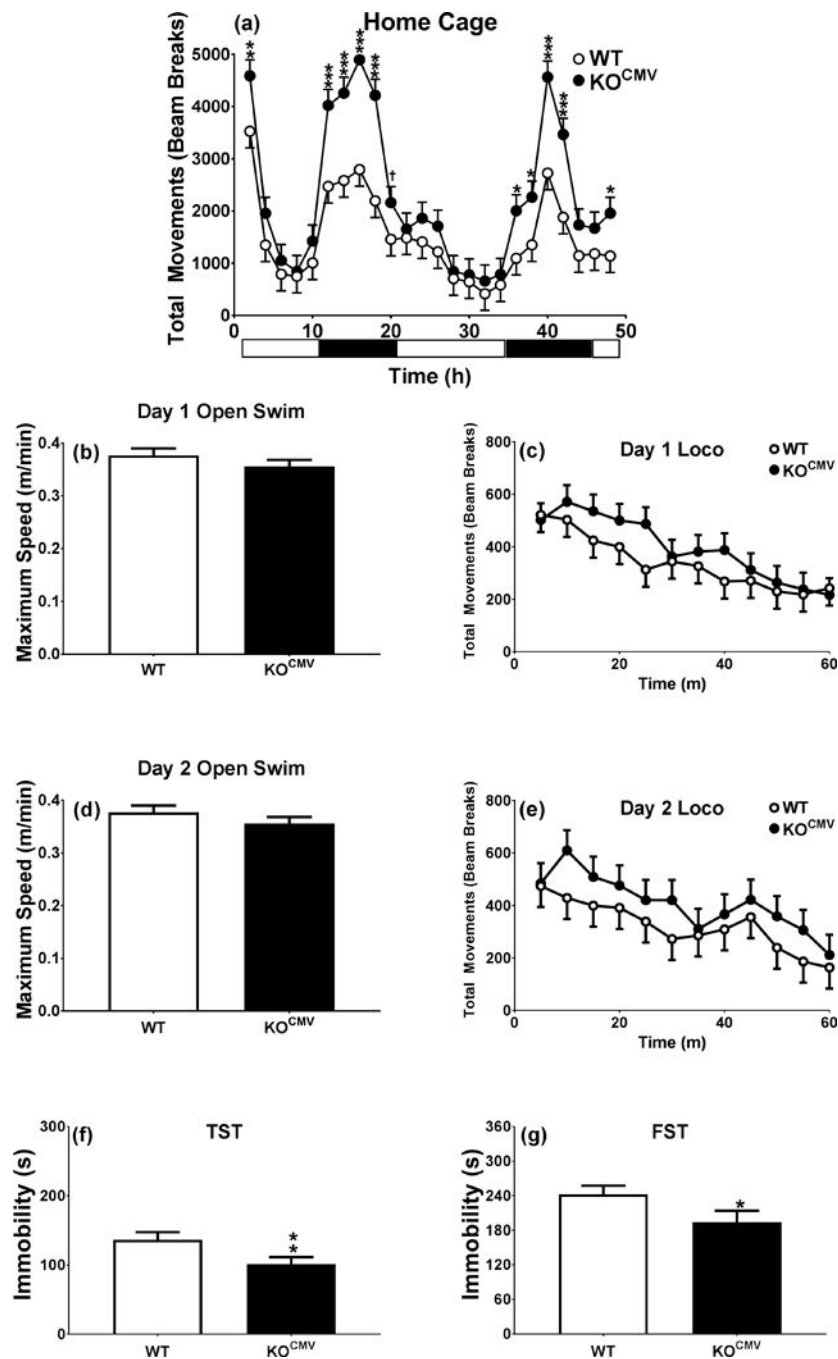 (a) Home Cage
WT
KO^CMV
Total Movements (Beam Breaks)
5000
4000
3000
2000
1000
0
** *** *** *** *** † * * *** *** *
0 10 20 30 40 50
Time (h)
Day 1 Open Swim
(b)
Maximum Speed (m/min)
0.4
0.3
0.2
0.1
0.0
WT KO^CMV
(c) Day 1 Loco
WT
KO^CMV
Total Movements (Beam Breaks)
800
600
400
200
0
0 20 40 60
Time (m)
Day 2 Open Swim
(d)
Maximum Speed (m/min)
0.4
0.3
0.2
0.1
0.0
WT KO^CMV
(e) Day 2 Loco
WT
KO^CMV
Total Movements (Beam Breaks)
800
600
400
200
0
0 20 40 60
Time (m)
(f) TST
Immobility (s)
300
200
100
0
**
WT KO^CMV
(g) FST
Immobility (s)
360
300
240
180
120
60
0
*
WT KO^CMV